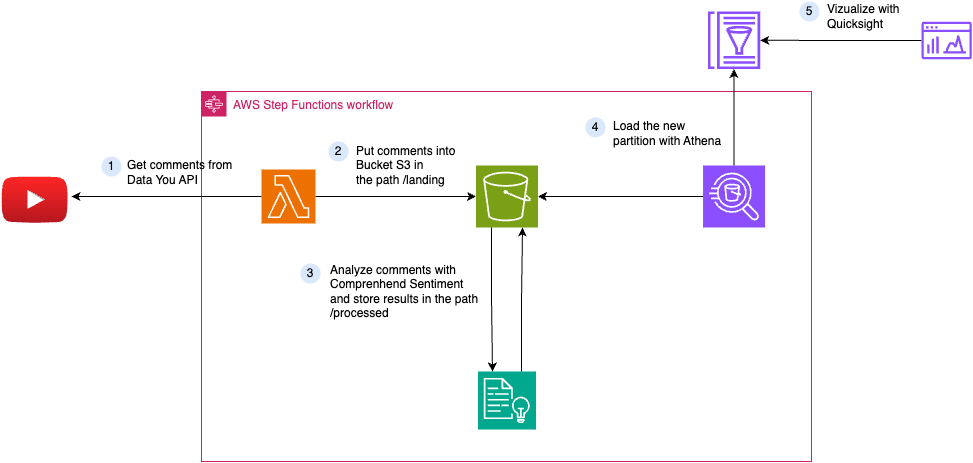 5
Vizualize with
Quicksight
AWS Step Functions workflow
1
Get comments from
Data You API
2
Put comments into
Bucket S3 in
the path /landing
4
Load the new
partition with Athena
3
Analyze comments with
Comprenhend Sentiment
and store results in the path
/processed